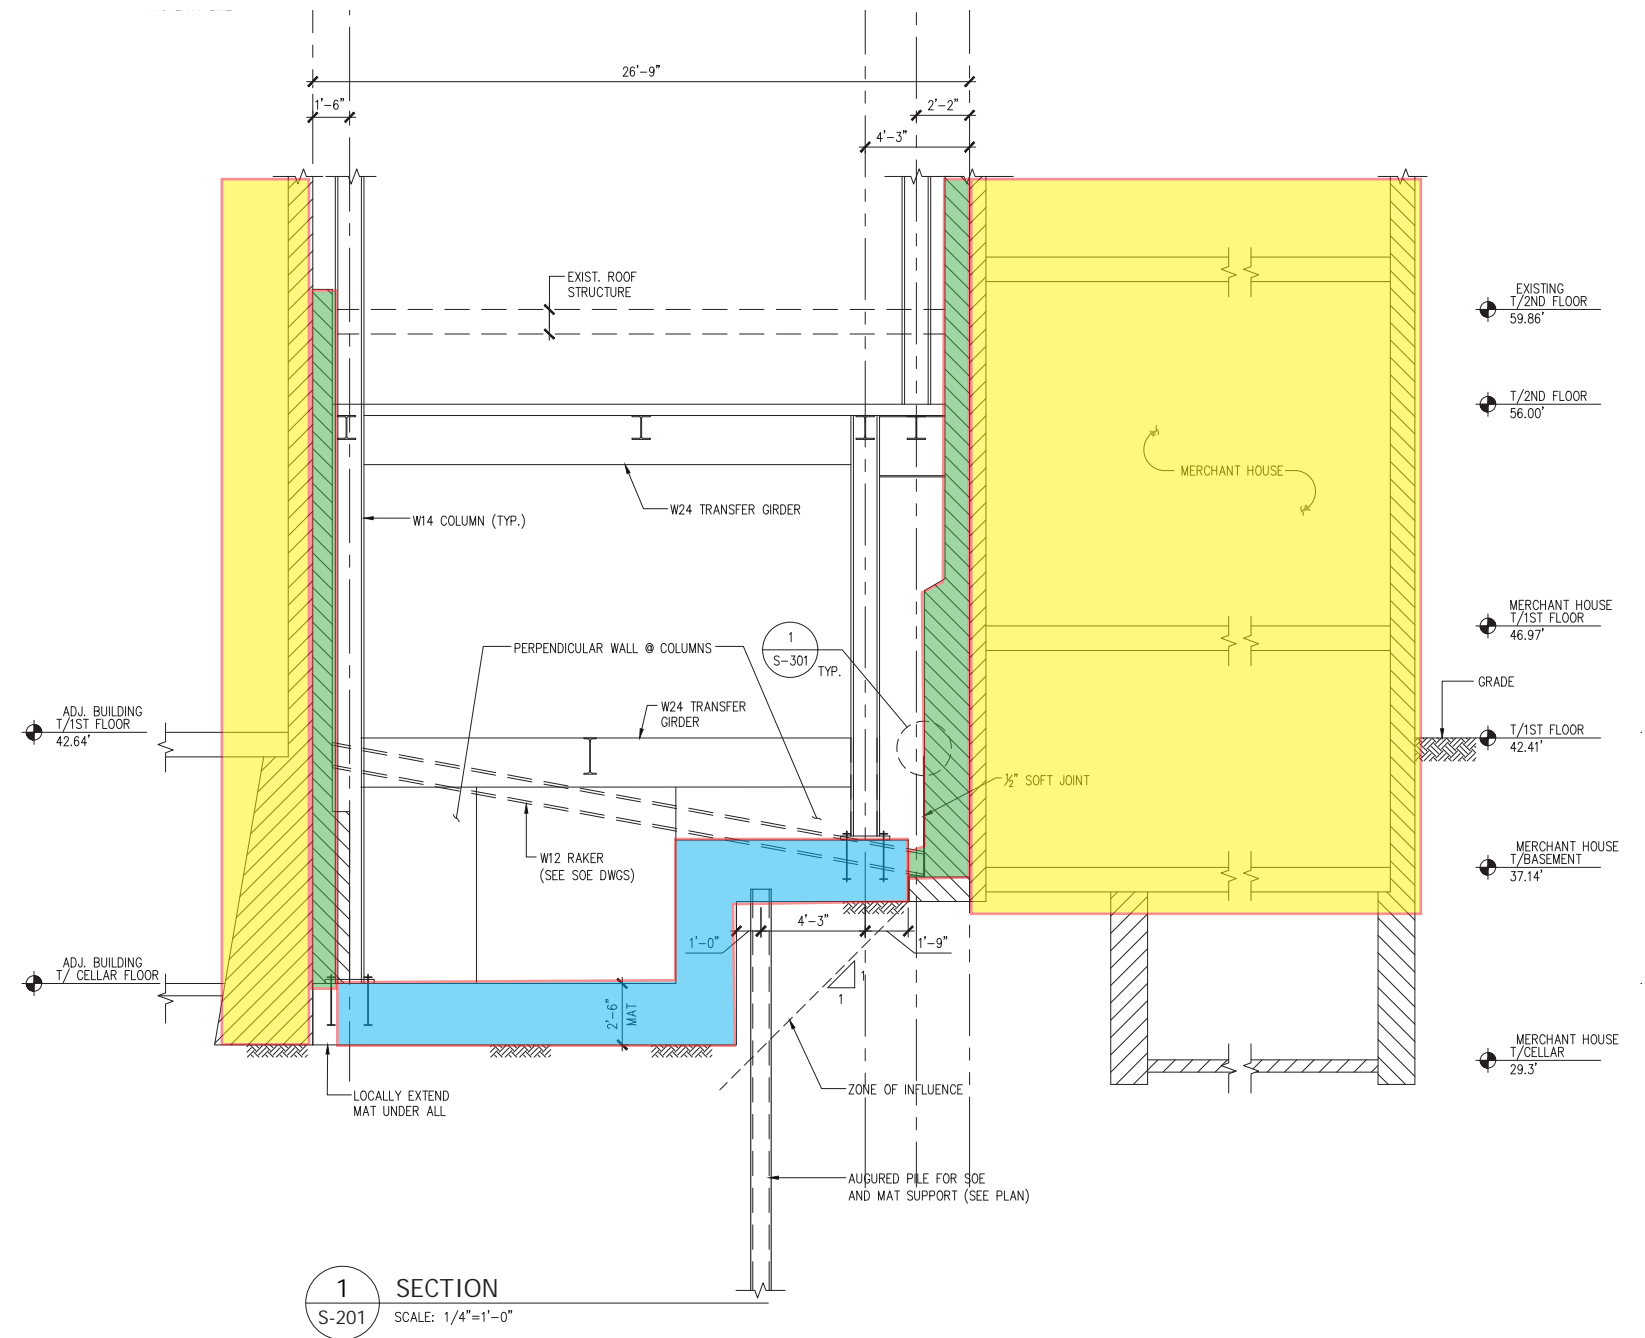 26'-9"
1'-6"
2'-2"
4'-3"
EXIST. ROOF
STRUCTURE
EXISTING
T/2ND FLOOR
59.86'
T/2ND FLOOR
56.00'
MERCHANT HOUSE
W24 TRANSFER GIRDER
W14 COLUMN (TYP.)
MERCHANT HOUSE
T/1ST FLOOR
46.97'
1
S-301
TYP.
PERPENDICULAR WALL @ COLUMNS
GRADE
ADJ. BUILDING
T/1ST FLOOR
42.64'
W24 TRANSFER
GIRDER
T/1ST FLOOR
42.41'
½" SOFT JOINT
W12 RAKER
(SEE SOE DWGS)
MERCHANT HOUSE
T/BASEMENT
37.14'
4'-3"
1'-0"
1'-9"
ADJ. BUILDING
T/ CELLAR FLOOR
1
1
2'-6"
MAT
MERCHANT HOUSE
T/CELLAR
29.3'
ZONE OF INFLUENCE
LOCALLY EXTEND
MAT UNDER ALL
AUGURED PILE FOR SOE
AND MAT SUPPORT (SEE PLAN)
1
S-201
SECTION
SCALE: 1/4"=1'-0"